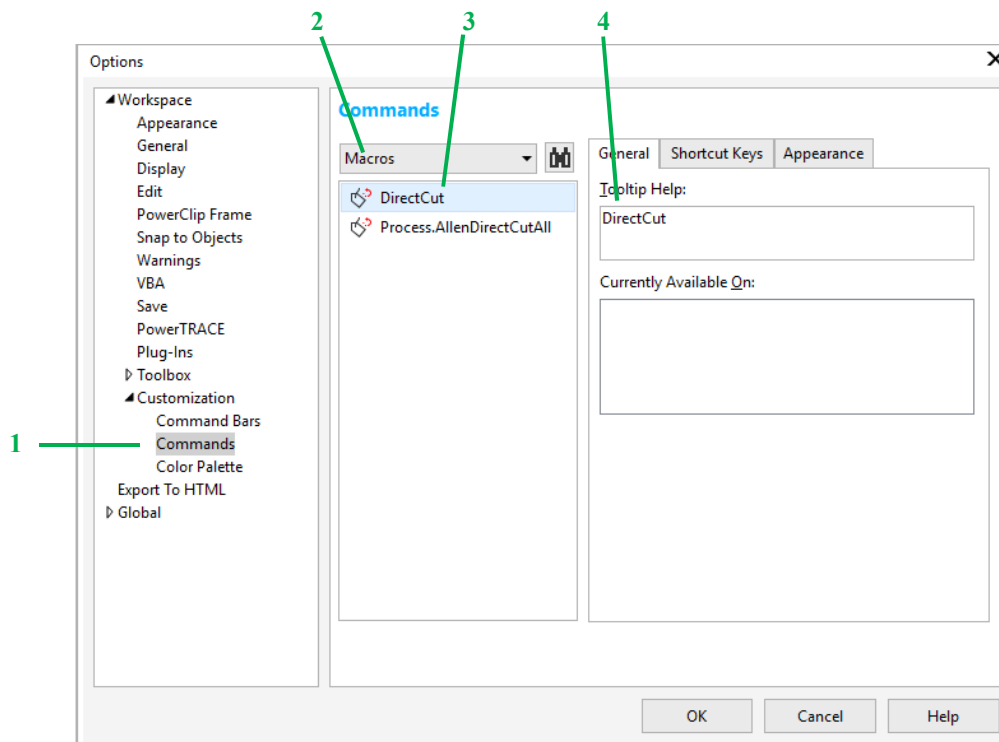 2 3 4
Options
Workspace
Appearance
General
Display
Edit
PowerClip Frame
Snap to Objects
Warnings
VBA
Save
PowerTRACE
Plug-Ins
Toolbox
Customization
Command Bars
1 Commands
Color Palette
Export To HTML
Global
Commands
Macros
DirectCut
Process.AllenDirectCutAll
General Shortcut Keys Appearance
Tooltip Help:
DirectCut
Currently Available On:
OK Cancel Help